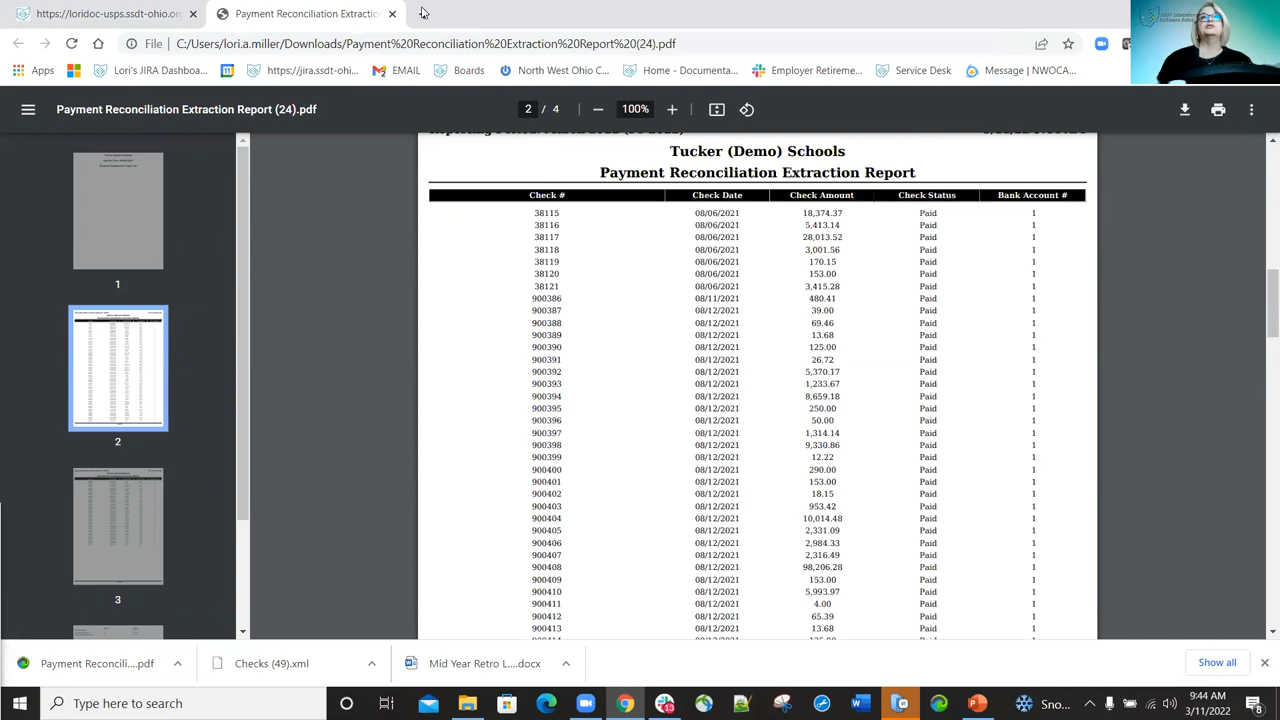 https://loridoc-usps.ssdt-ohio.org
Payment Reconciliation Extractio
File C:/Users/lori.a.miller/Downloads/Payment%20Reconciliation%20Extraction%20Report%20(24).pdf
Apps Lori's JIRA Dashboa... https://jira.ssdt-ohi... EMAIL Boards North West Ohio C... Home - Documenta... Employer Retireme... Service Desk Message | NWOCA...
Payment Reconciliation Extraction Report (24).pdf 2 / 4 100%
Tucker (Demo) Schools
Payment Reconciliation Extraction Report
Check # Check Date Check Amount Check Status Bank Account #
38115 08/06/2021 18,374.37 Paid 1
38116 08/06/2021 5,413.14 Paid 1
38117 08/06/2021 28,013.52 Paid 1
38118 08/06/2021 3,001.56 Paid 1
38119 08/06/2021 170.15 Paid 1
38120 08/06/2021 153.00 Paid 1
38121 08/06/2021 3,415.28 Paid 1
900386 08/11/2021 480.41 Paid 1
900387 08/12/2021 39.00 Paid 1
900388 08/12/2021 69.46 Paid 1
900389 08/12/2021 13.68 Paid 1
900390 08/12/2021 125.00 Paid 1
900391 08/12/2021 26.72 Paid 1
900392 08/12/2021 5,370.17 Paid 1
900393 08/12/2021 1,233.67 Paid 1
900394 08/12/2021 8,659.18 Paid 1
900395 08/12/2021 250.00 Paid 1
900396 08/12/2021 50.00 Paid 1
900397 08/12/2021 1,314.14 Paid 1
900398 08/12/2021 9,330.86 Paid 1
900399 08/12/2021 12.22 Paid 1
900400 08/12/2021 290.00 Paid 1
900401 08/12/2021 153.00 Paid 1
900402 08/12/2021 18.15 Paid 1
900403 08/12/2021 953.42 Paid 1
900404 08/12/2021 10,014.48 Paid 1
900405 08/12/2021 2,331.09 Paid 1
900406 08/12/2021 2,984.33 Paid 1
900407 08/12/2021 2,316.49 Paid 1
900408 08/12/2021 98,206.28 Paid 1
900409 08/12/2021 153.00 Paid 1
900410 08/12/2021 5,993.97 Paid 1
900411 08/12/2021 4.00 Paid 1
900412 08/12/2021 65.39 Paid 1
900413 08/12/2021 13.68 Paid 1
1
2
3
Payment Reconcili....pdf Checks (49).xml Mid Year Retro L....docx Show all
Type here to search
Sno...
9:44 AM
3/11/2022
8